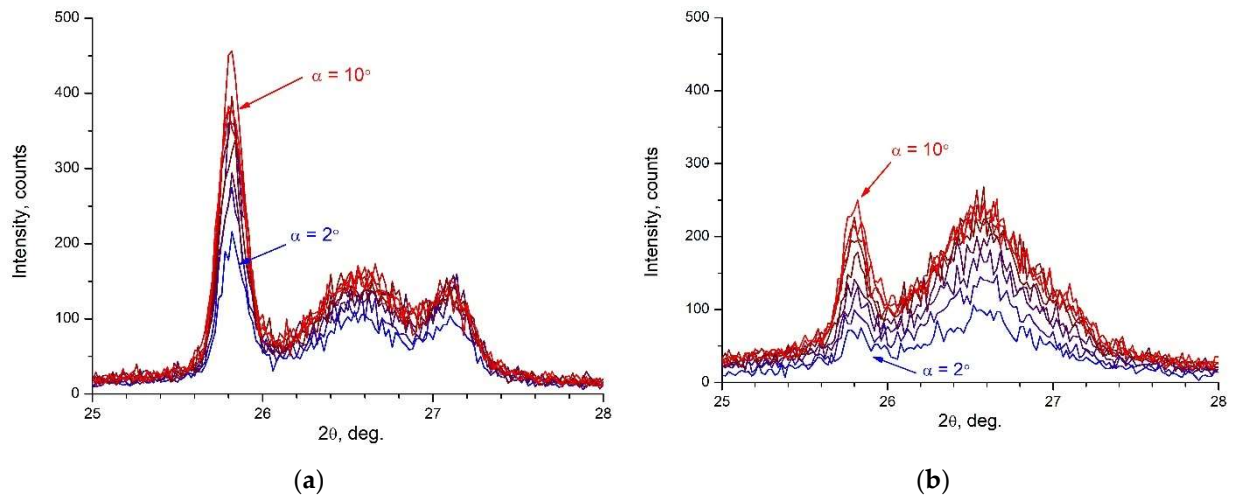 500
400
300
200
100
0
Intensity, counts
α = 10°
α = 2°
25
26
27
28
2θ, deg.
(a)
500
400
300
200
100
0
Intensity, counts
α = 10°
α = 2°
25
26
27
28
2θ, deg.
(b)